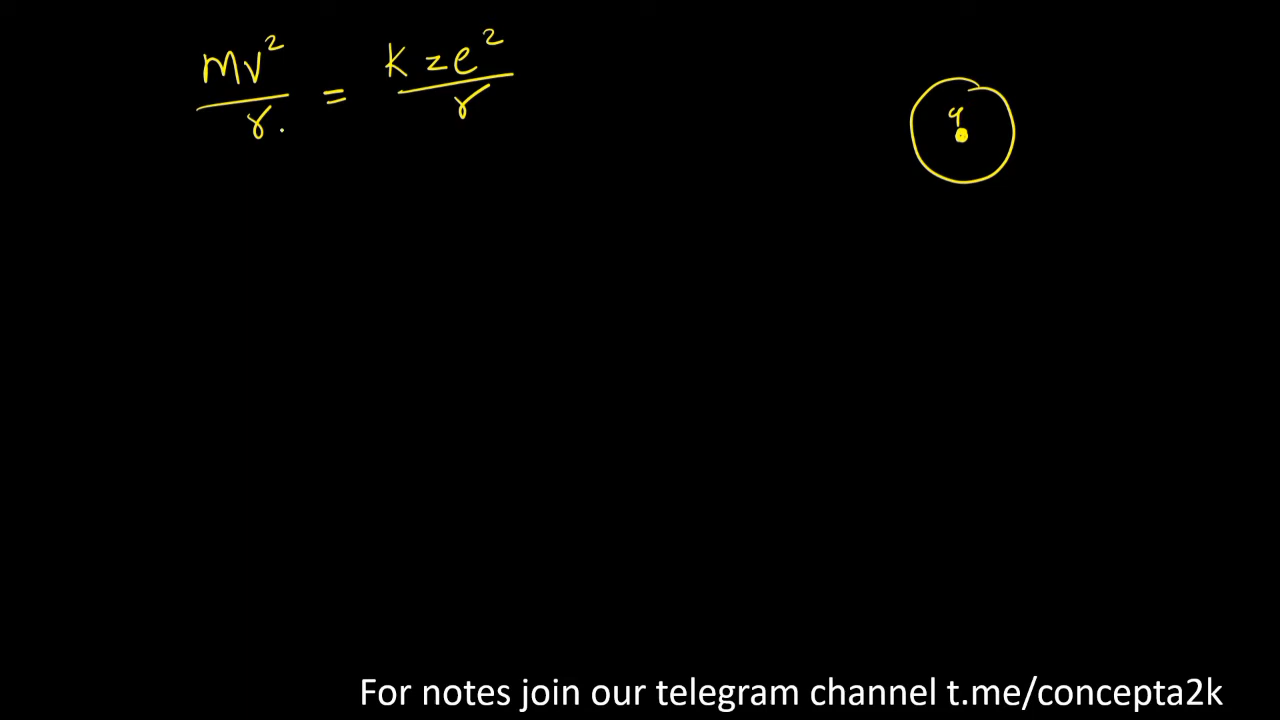 mv²/r. = kze²/r
q
For notes join our telegram channel t.me/concepta2k